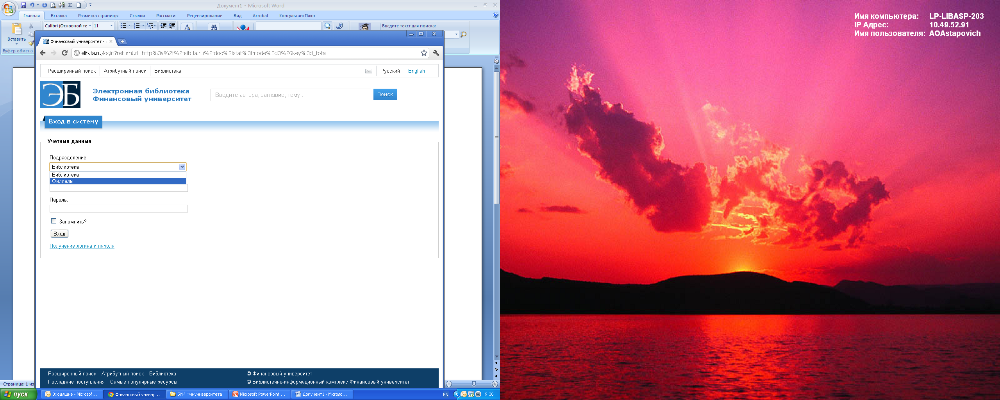 Документ1 - Microsoft Word
Главная Вставка Разметка страницы Ссылки Рассылки Рецензирование Вид Acrobat КонсультантПлюс
Calibri (Основной те 11
Введите текст для поиска:
Вставить
Буфер обмена
Финансовый университет -
elib.fa.ru/login?returnUrl=http%3a%2f%2felib.fa.ru%2fdoc%2fstat%3fmode%3d3%26key%3d_total
Расширенный поиск Атрибутный поиск Библиотека Русский English
ЭБ
Электронная библиотека
Финансовый университет
Введите автора, заглавие, тему...
Поиск
Вход в систему
Учетные данные
Подразделение:
Библиотека
Библиотека
Филиалы
Пароль:
Запомнить?
Вход
Получение логина и пароля
Расширенный поиск Атрибутный поиск Библиотека
Последние поступления Самые популярные ресурсы
© Финансовый университет
© Библиотечно-информационный комплекс Финансовый университет
Страница: 1 из
пуск
Входящие - Microsof...
Финансовый универ...
БИК Финуниверситета
Microsoft PowerPoint ...
Документ1 - Microso...
EN
9:36
Имя компьютера: LP-LIBASP-203
IP Адрес: 10.49.52.91
Имя пользователя: AOAstapovich